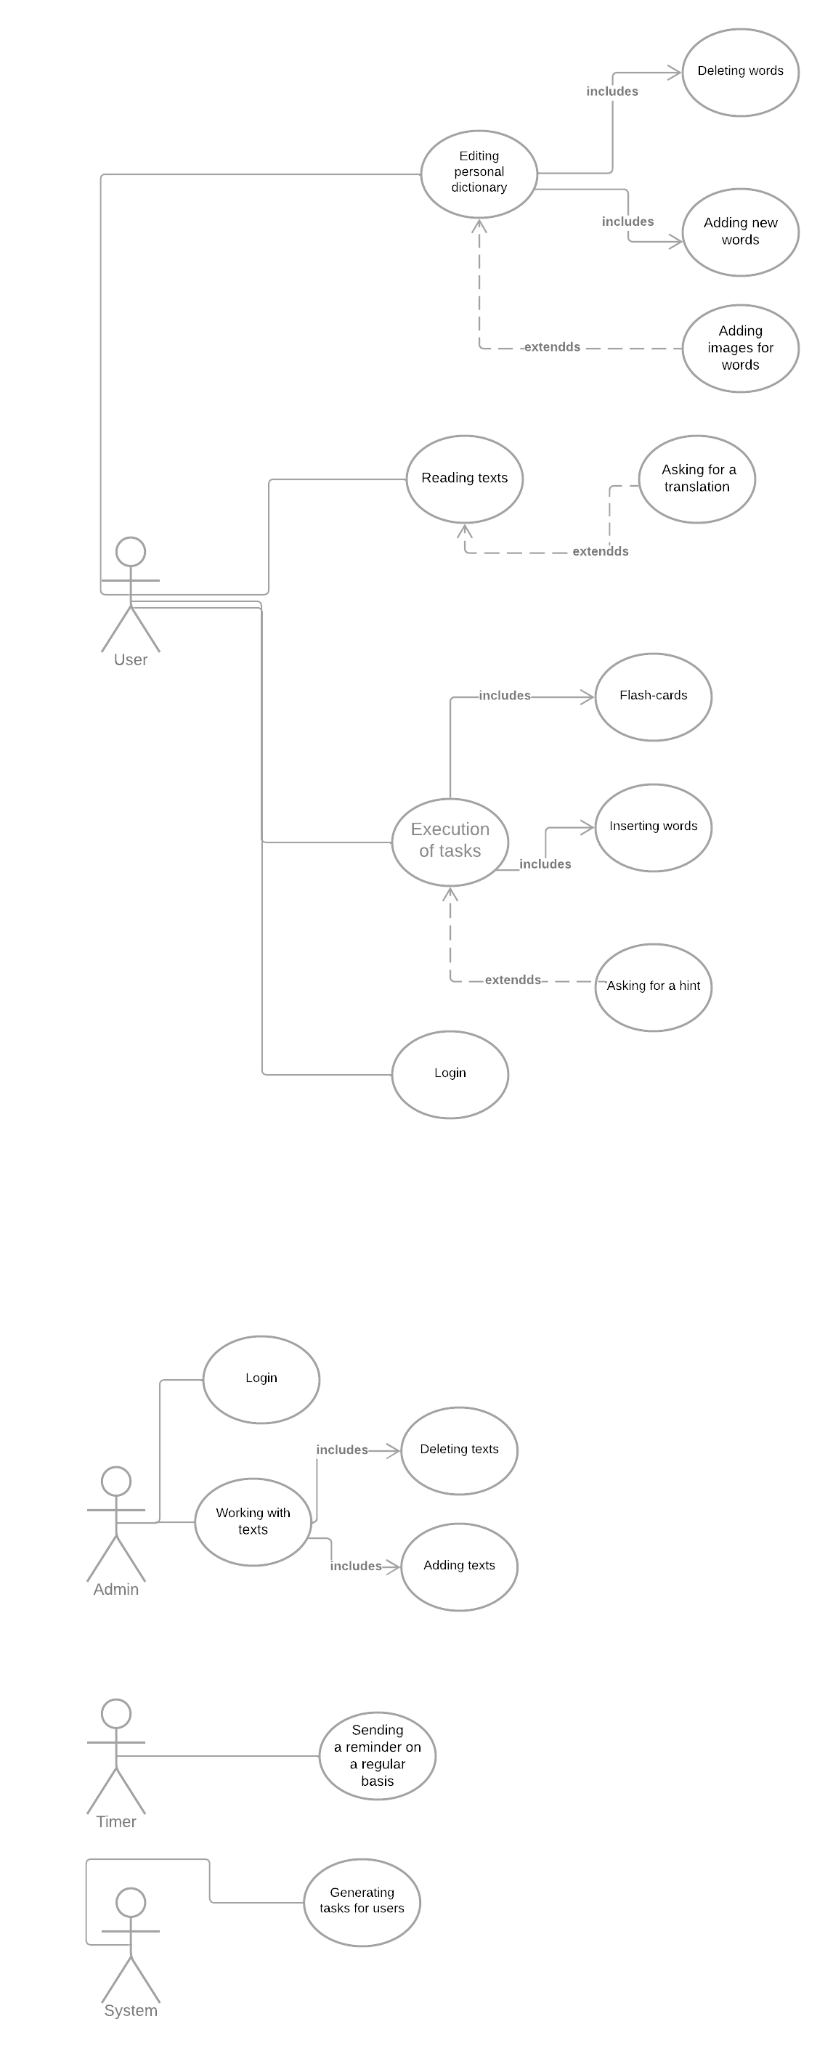 Deleting words
includes
Editing
personal
dictionary
includes
Adding new
words
Adding
images for
words
extendds
Reading texts
Asking for a
translation
extendds
User
includes
Flash-cards
Execution
of tasks
Inserting words
includes
extendds
Asking for a hint
Login
Login
includes
Deleting texts
Working with
texts
includes
Adding texts
Admin
Sending
a reminder on
a regular
basis
Timer
Generating
tasks for users
System